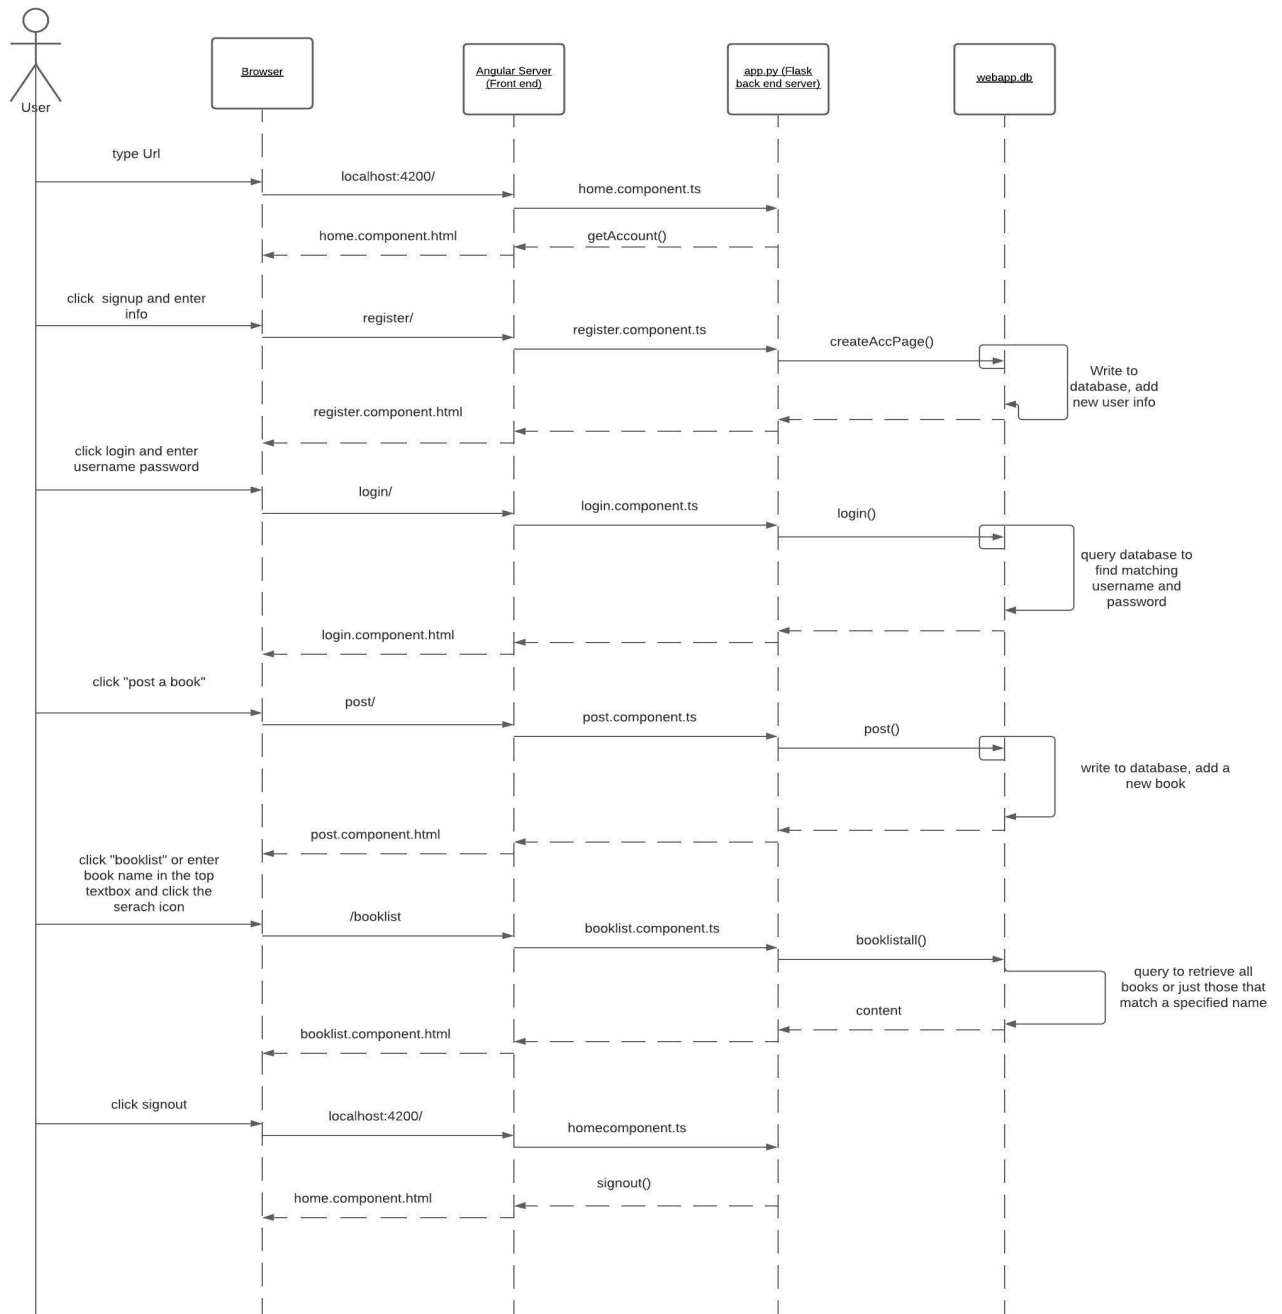 User
Browser
Angular Server
(Front end)
app.py (Flask
back end server)
webapp.db
type Url
localhost:4200/
home.component.ts
home.component.html
getAccount()
click  signup and enter
info
register/
register.component.ts
createAccPage()
Write to
database, add
new user info
register.component.html
click login and enter
username password
login/
login.component.ts
login()
query database to
find matching
username and
password
login.component.html
click "post a book"
post/
post.component.ts
post()
write to database, add a
new book
post.component.html
click "booklist" or enter
book name in the top
textbox and click the
serach icon
/booklist
booklist.component.ts
booklistall()
query to retrieve all
books or just those that
match a specified name
content
booklist.component.html
click signout
localhost:4200/
homecomponent.ts
signout()
home.component.html